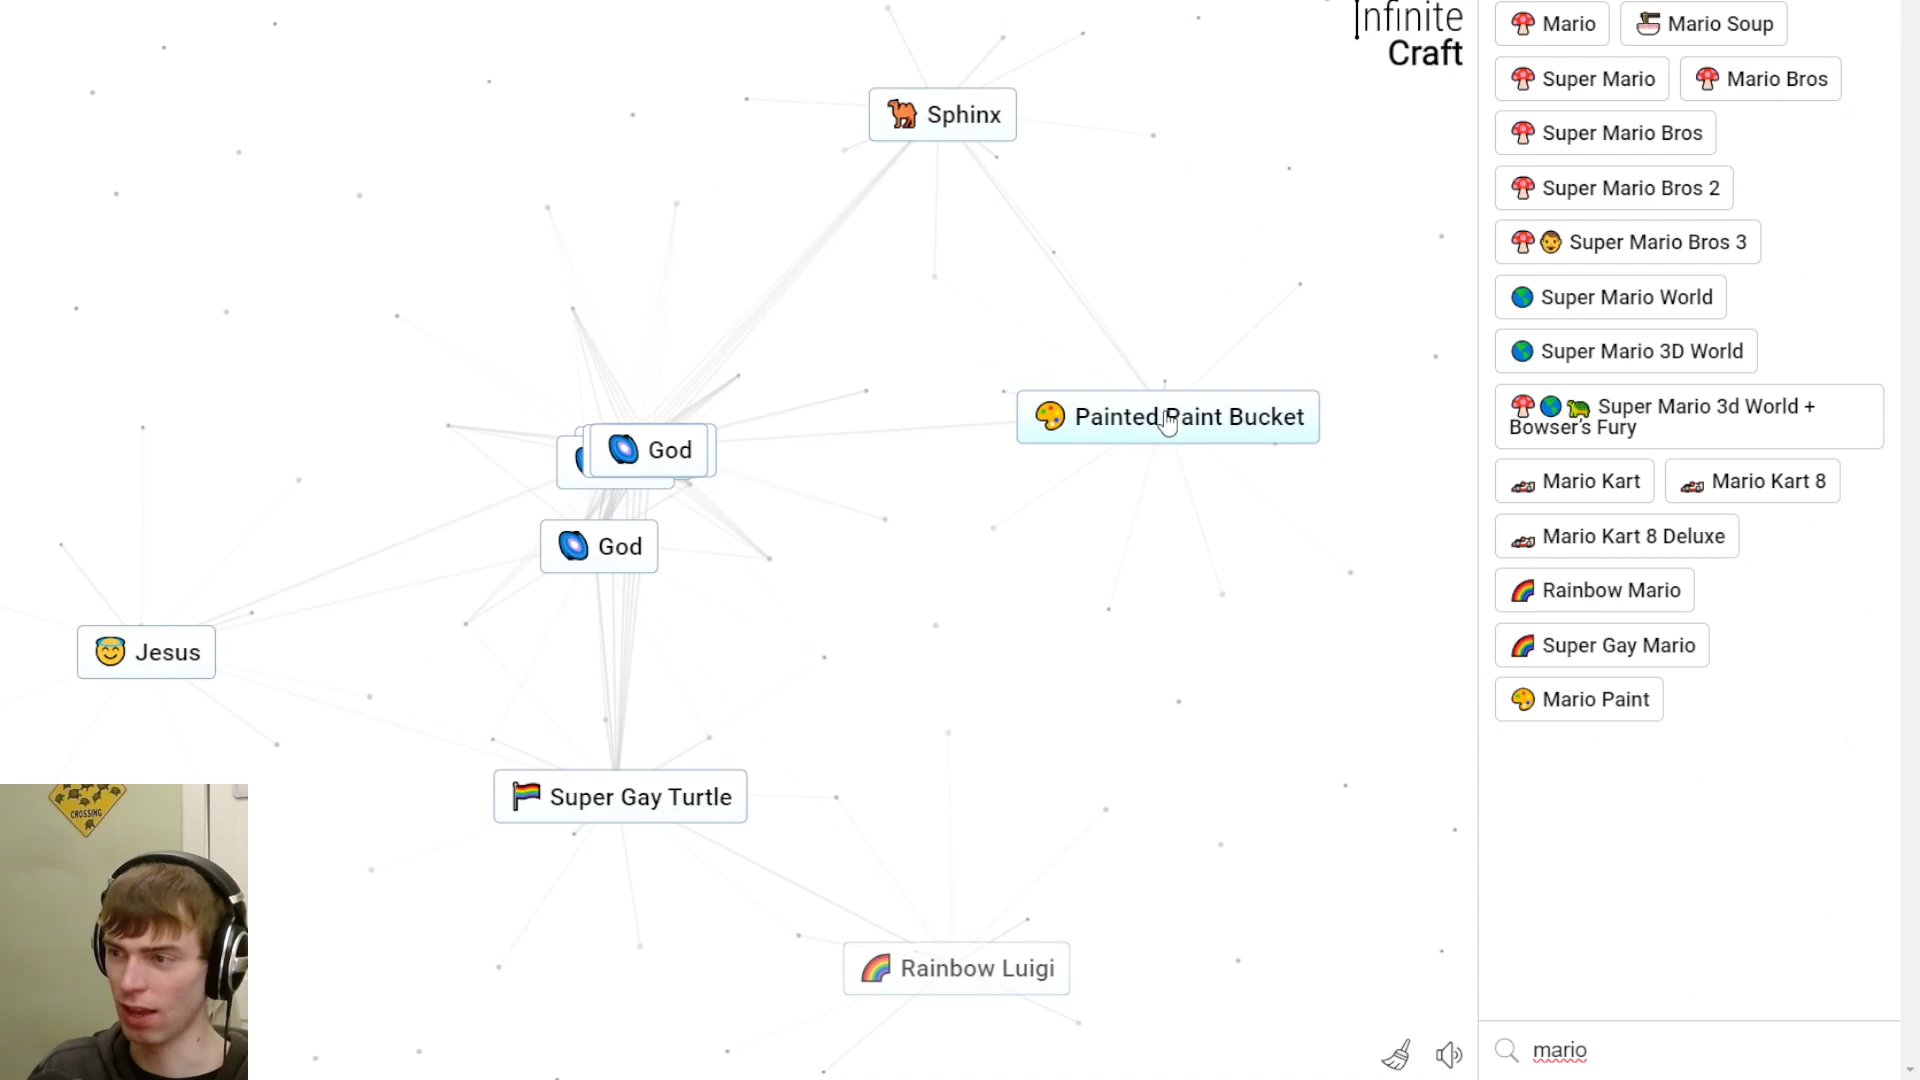 Infinite
Craft
Sphinx
Painted Paint Bucket
God
God
Jesus
Super Gay Turtle
Rainbow Luigi
CROSSING
Mario
Mario Soup
Super Mario
Mario Bros
Super Mario Bros
Super Mario Bros 2
Super Mario Bros 3
Super Mario World
Super Mario 3D World
Super Mario 3d World +
Bowser's Fury
Mario Kart
Mario Kart 8
Mario Kart 8 Deluxe
Rainbow Mario
Super Gay Mario
Mario Paint
mario